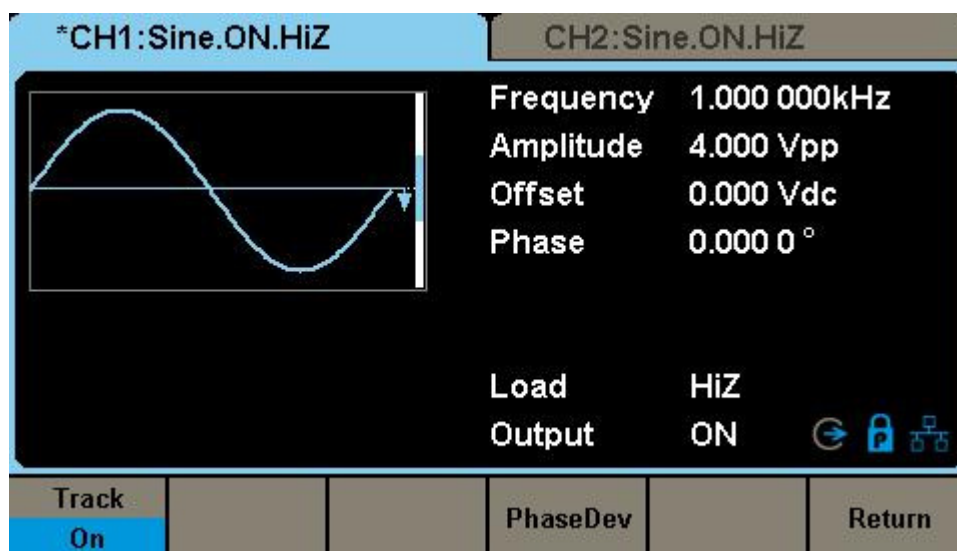 *CH1:Sine.ON.HiZ
CH2:Sine.ON.HiZ
Frequency 1.000 000kHz
Amplitude 4.000 Vpp
Offset 0.000 Vdc
Phase 0.000 0 °
Load HiZ
Output ON
P
Track
On
PhaseDev
Return